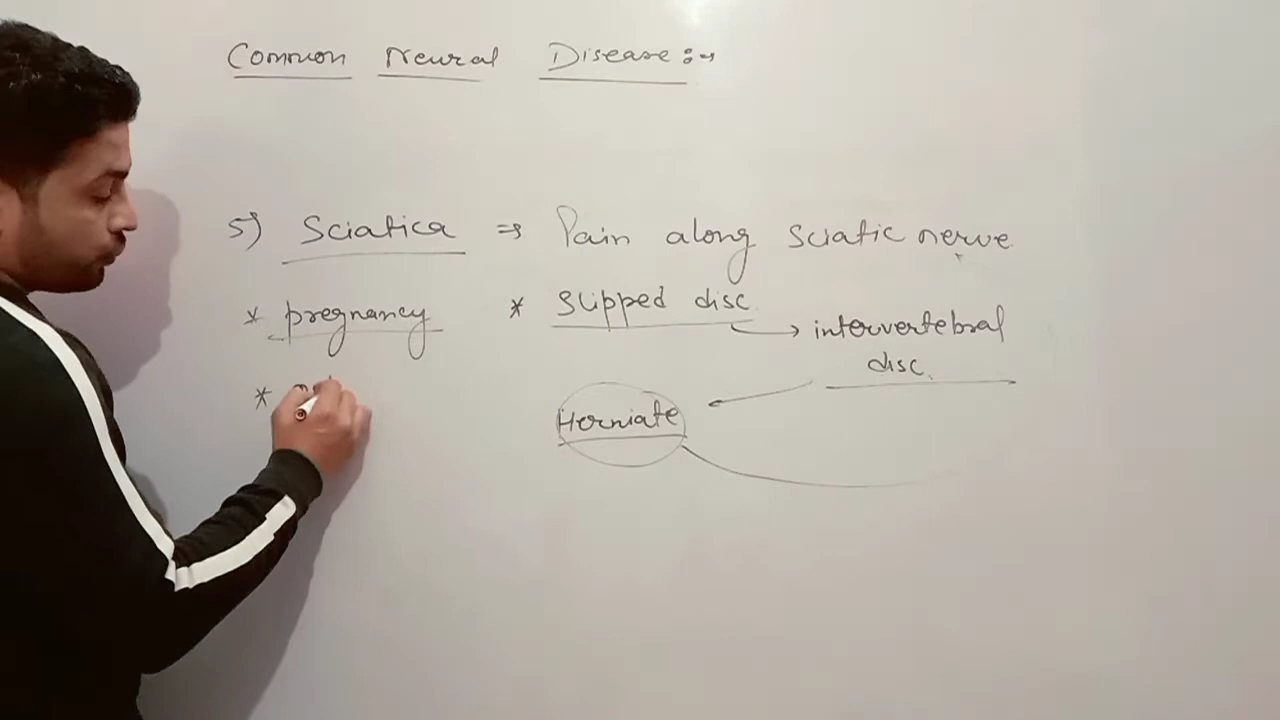 Common Neural Disease:→
5) Sciatica ⇒ Pain along sciatic nerve
* pregnancy * Slipped disc
→ intervertebral
disc.
*
Herniate